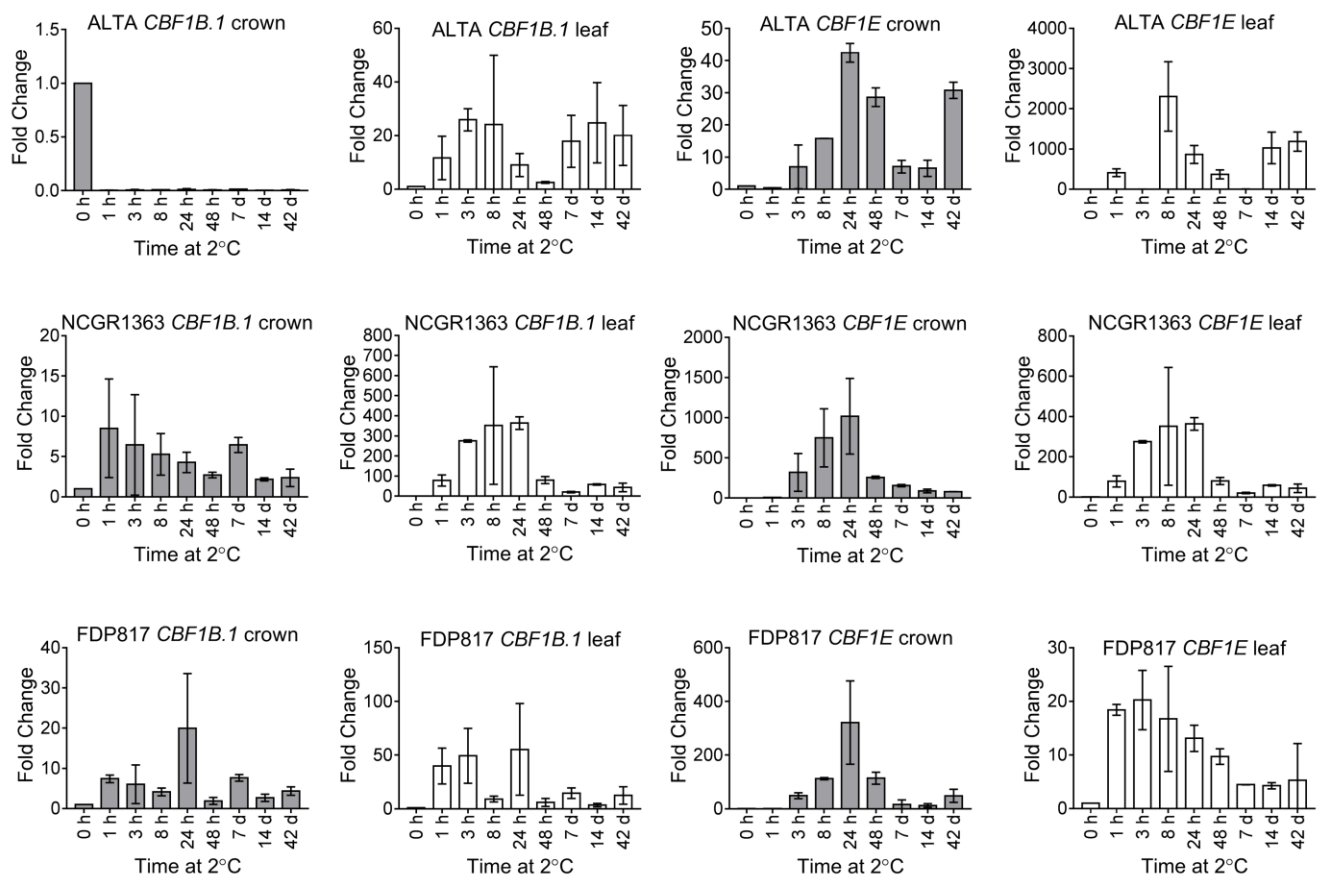 ALTA CBF1B.1 crown
Fold Change
1.5
1.0
0.5
0.0
0 h
1 h
3 h
8 h
24 h
48 h
7 d
14 d
42 d
Time at 2°C
ALTA CBF1B.1 leaf
Fold Change
60
40
20
0
0 h
1 h
3 h
8 h
24 h
48 h
7 d
14 d
42 d
Time at 2°C
ALTA CBF1E crown
Fold Change
50
40
30
20
10
0
0 h
1 h
3 h
8 h
24 h
48 h
7 d
14 d
42 d
Time at 2°C
ALTA CBF1E leaf
Fold Change
4000
3000
2000
1000
0
0 h
1 h
3 h
8 h
24 h
48 h
7 d
14 d
42 d
Time at 2°C
NCGR1363 CBF1B.1 crown
Fold Change
20
15
10
5
0
0 h
1 h
3 h
8 h
24 h
48 h
7 d
14 d
42 d
Time at 2°C
NCGR1363 CBF1B.1 leaf
Fold Change
800
700
600
500
400
300
200
100
0
0 h
1 h
3 h
8 h
24 h
48 h
7 d
14 d
42 d
Time at 2°C
NCGR1363 CBF1E crown
Fold Change
2000
1500
1000
500
0
0 h
1 h
3 h
8 h
24 h
48 h
7 d
14 d
42 d
Time at 2°C
NCGR1363 CBF1E leaf
Fold Change
800
600
400
200
0
0 h
1 h
3 h
8 h
24 h
48 h
7 d
14 d
42 d
Time at 2°C
FDP817 CBF1B.1 crown
Fold Change
40
30
20
10
0
0 h
1 h
3 h
8 h
24 h
48 h
7 d
14 d
42 d
Time at 2°C
FDP817 CBF1B.1 leaf
Fold Change
150
100
50
0
0 h
1 h
3 h
8 h
24 h
48 h
7 d
14 d
42 d
Time at 2°C
FDP817 CBF1E crown
Fold Change
600
400
200
0
0 h
1 h
3 h
8 h
24 h
48 h
7 d
14 d
42 d
Time at 2°C
FDP817 CBF1E leaf
Fold Change
30
20
10
0
0 h
1 h
3 h
8 h
24 h
48 h
7 d
14 d
42 d
Time at 2°C